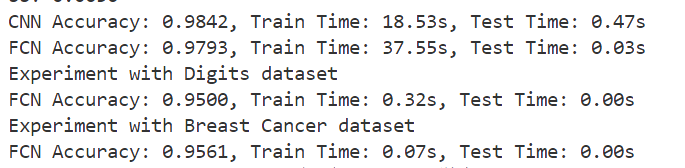 CNN Accuracy: 0.9842, Train Time: 18.53s, Test Time: 0.47s
FCN Accuracy: 0.9793, Train Time: 37.55s, Test Time: 0.03s
Experiment with Digits dataset
FCN Accuracy: 0.9500, Train Time: 0.32s, Test Time: 0.00s
Experiment with Breast Cancer dataset
FCN Accuracy: 0.9561, Train Time: 0.07s, Test Time: 0.00s